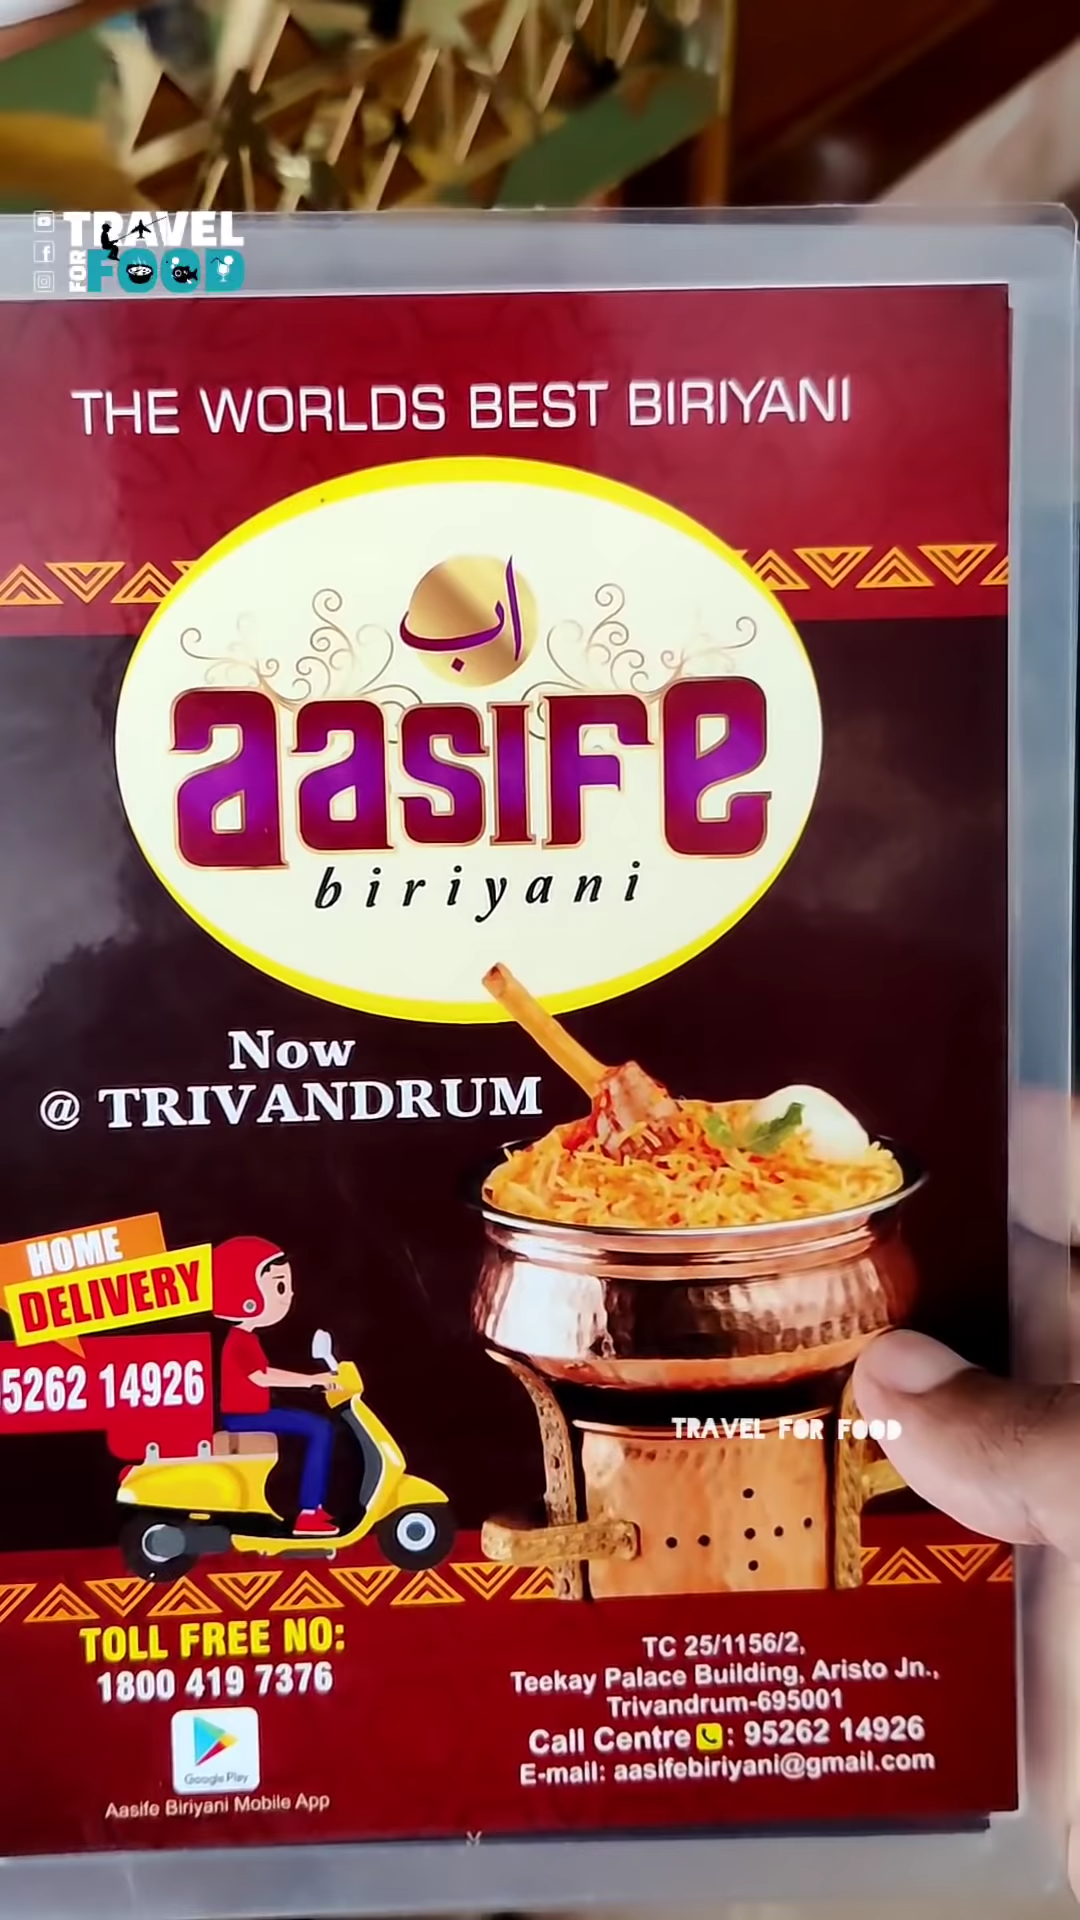 TRAVEL
FOR FOOD
THE WORLDS BEST BIRIYANI
اب
aasife
biriyani
Now
@ TRIVANDRUM
HOME
DELIVERY
5262 14926
TRAVEL FOR FOOD
TOLL FREE NO:
1800 419 7376
Google Play
Aasife Biriyani Mobile App
TC 25/1156/2,
Teekay Palace Building, Aristo Jn.,
Trivandrum-695001
Call Centre : 95262 14926
E-mail: aasifebiriyani@gmail.com